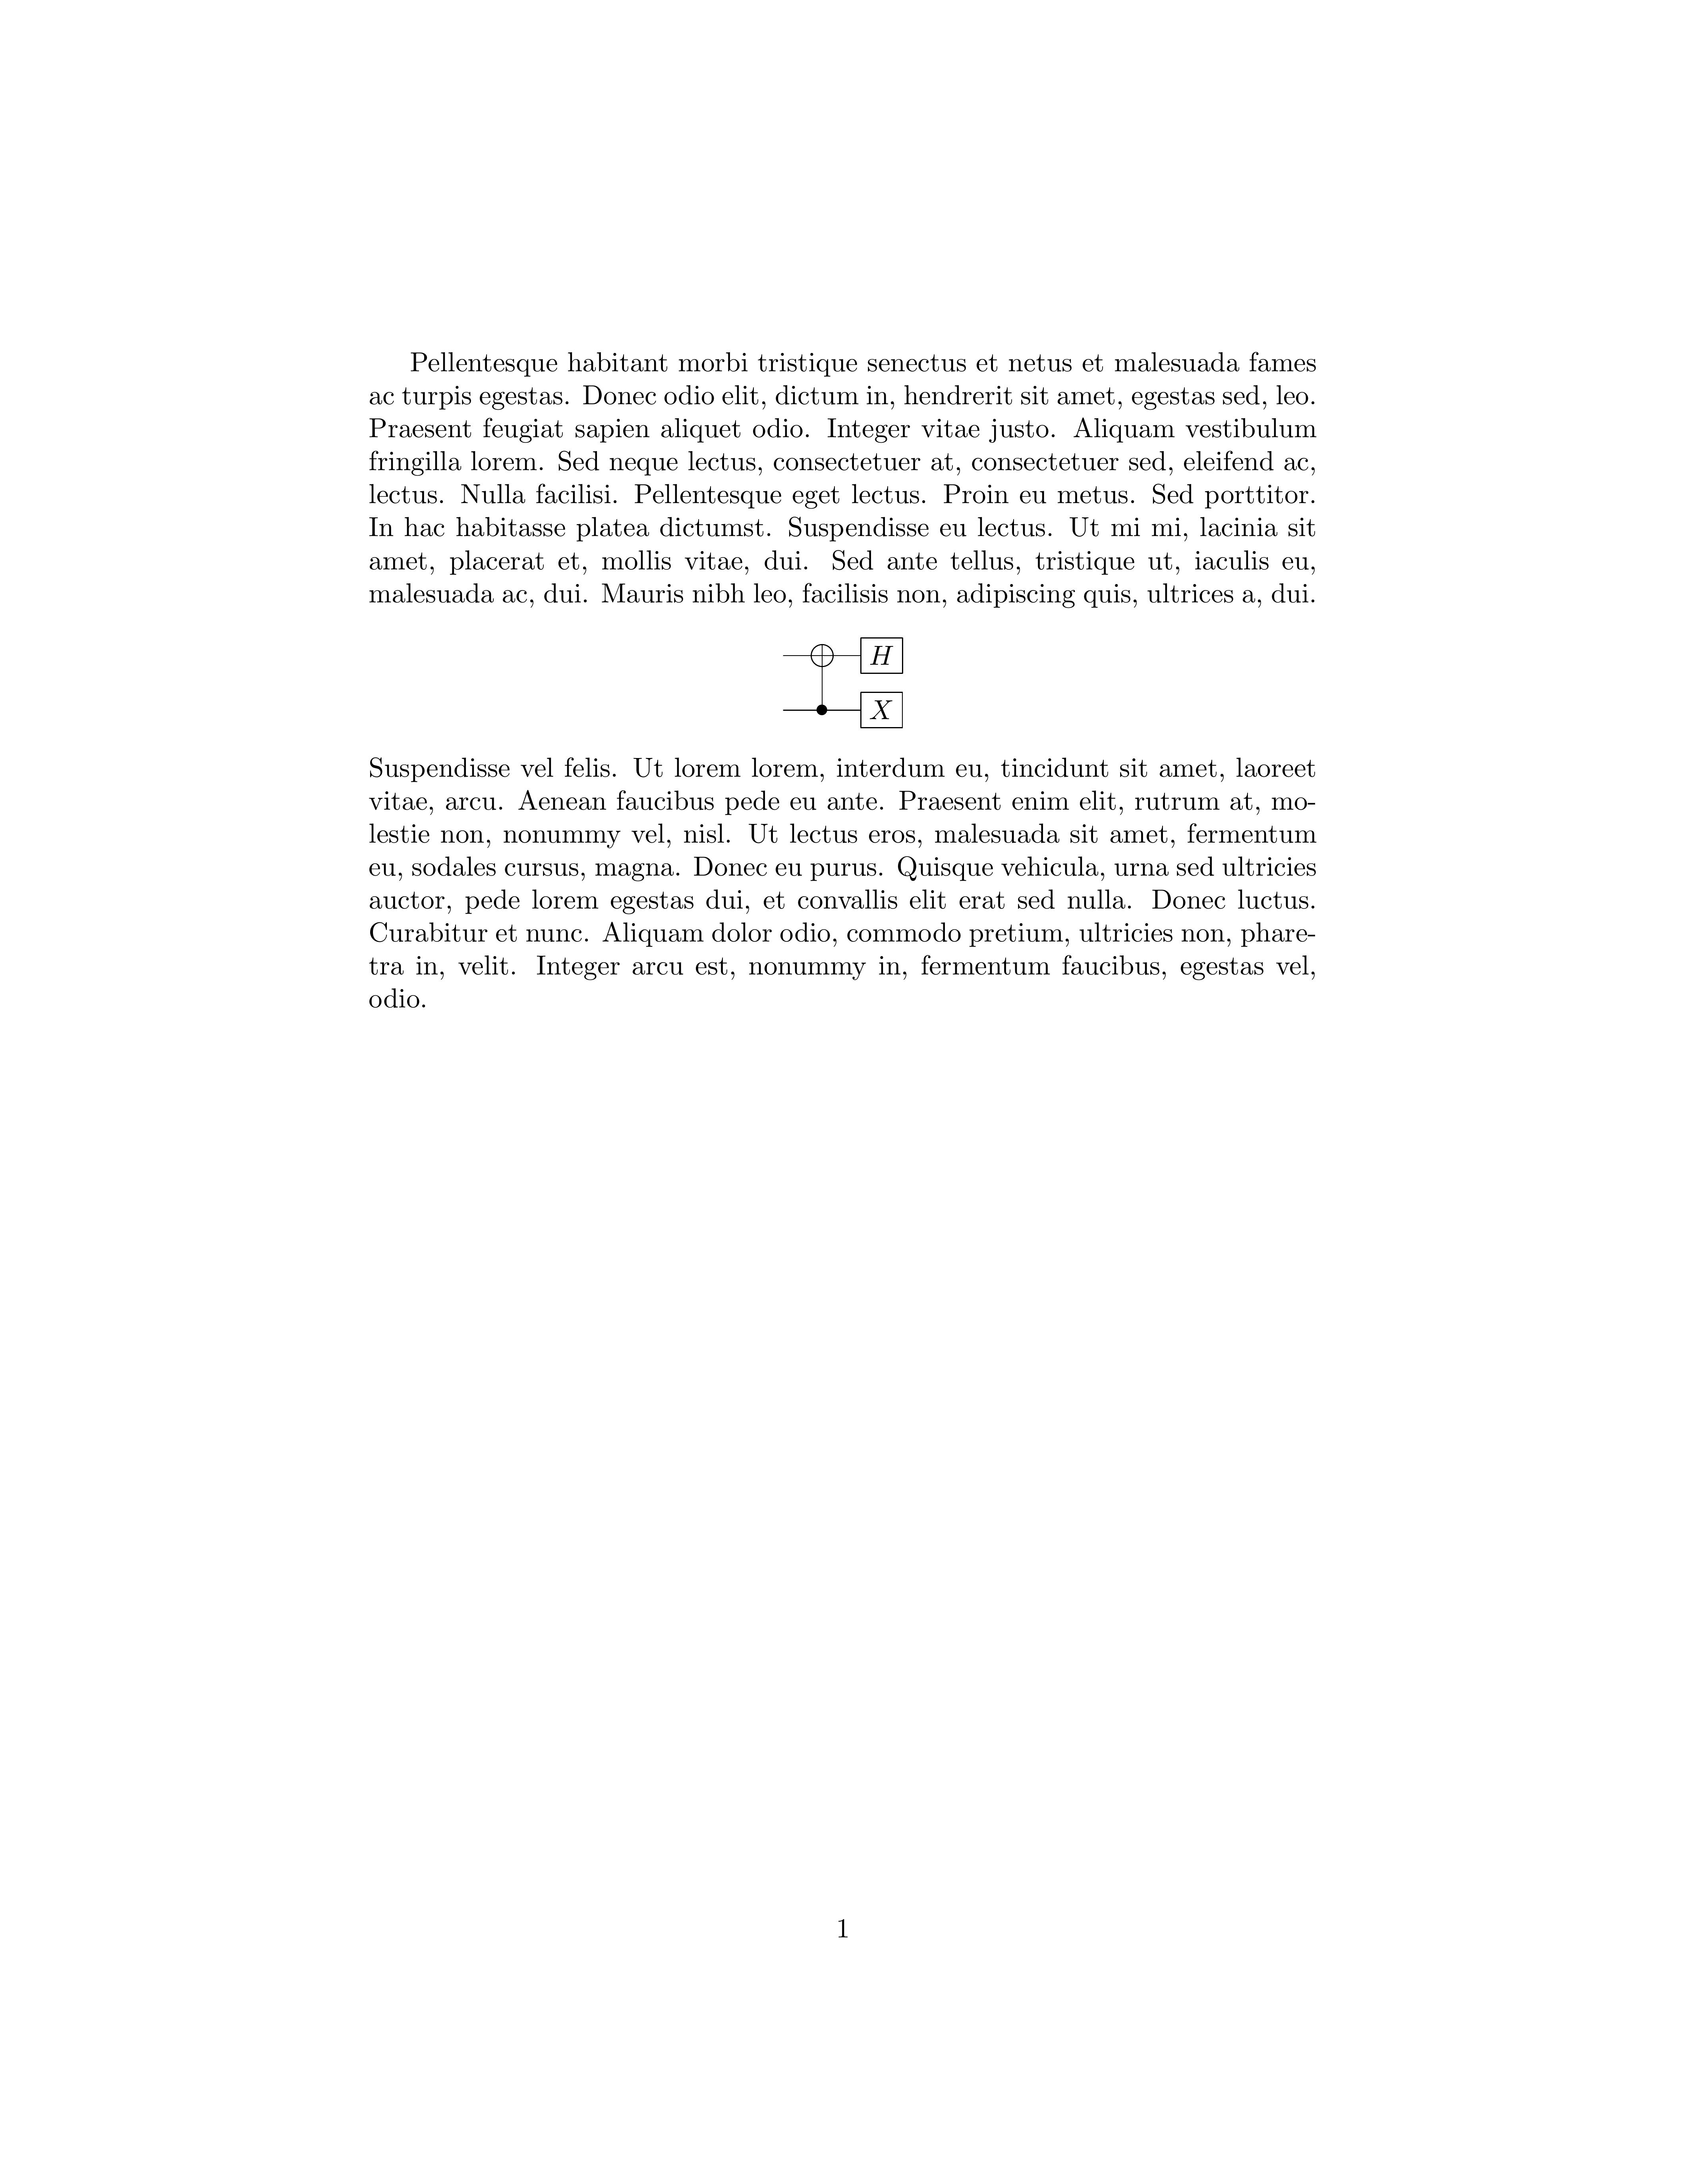 Pellentesque habitant morbi tristique senectus et netus et malesuada fames
ac turpis egestas. Donec odio elit, dictum in, hendrerit sit amet, egestas sed, leo.
Praesent feugiat sapien aliquet odio. Integer vitae justo. Aliquam vestibulum
fringilla lorem. Sed neque lectus, consectetuer at, consectetuer sed, eleifend ac,
lectus. Nulla facilisi. Pellentesque eget lectus. Proin eu metus. Sed porttitor.
In hac habitasse platea dictumst. Suspendisse eu lectus. Ut mi mi, lacinia sit
amet, placerat et, mollis vitae, dui. Sed ante tellus, tristique ut, iaculis eu,
malesuada ac, dui. Mauris nibh leo, facilisis non, adipiscing quis, ultrices a, dui.
H
X
Suspendisse vel felis. Ut lorem lorem, interdum eu, tincidunt sit amet, laoreet
vitae, arcu. Aenean faucibus pede eu ante. Praesent enim elit, rutrum at, mo-
lestie non, nonummy vel, nisl. Ut lectus eros, malesuada sit amet, fermentum
eu, sodales cursus, magna. Donec eu purus. Quisque vehicula, urna sed ultricies
auctor, pede lorem egestas dui, et convallis elit erat sed nulla. Donec luctus.
Curabitur et nunc. Aliquam dolor odio, commodo pretium, ultricies non, phare-
tra in, velit. Integer arcu est, nonummy in, fermentum faucibus, egestas vel,
odio.
1